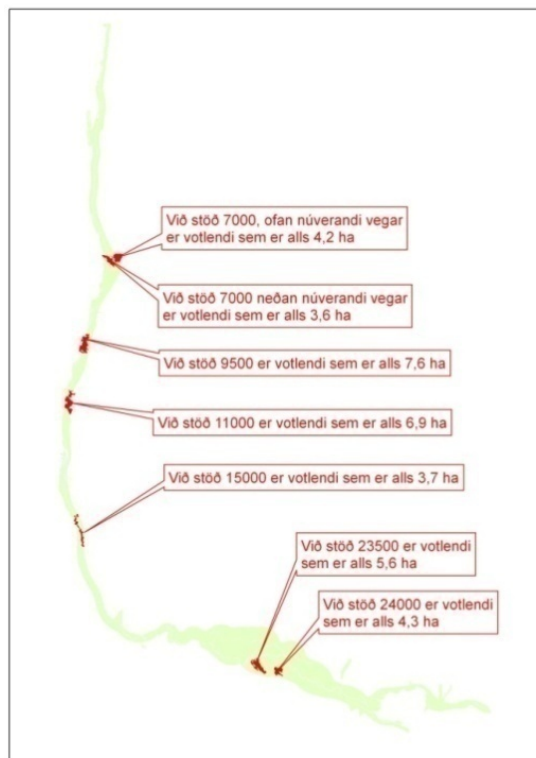 Við stöð 7000, ofan núverandi vegar
er votlendi sem er alls 4,2 ha
Við stöð 7000 neðan núverandi vegar
er votlendi sem er alls 3,6 ha
Við stöð 9500 er votlendi sem er alls 7,6 ha
Við stöð 11000 er votlendi sem er alls 6,9 ha
Við stöð 15000 er votlendi sem er alls 3,7 ha
Við stöð 23500 er votlendi
sem er alls 5,6 ha
Við stöð 24000 er votlendi
sem er alls 4,3 ha